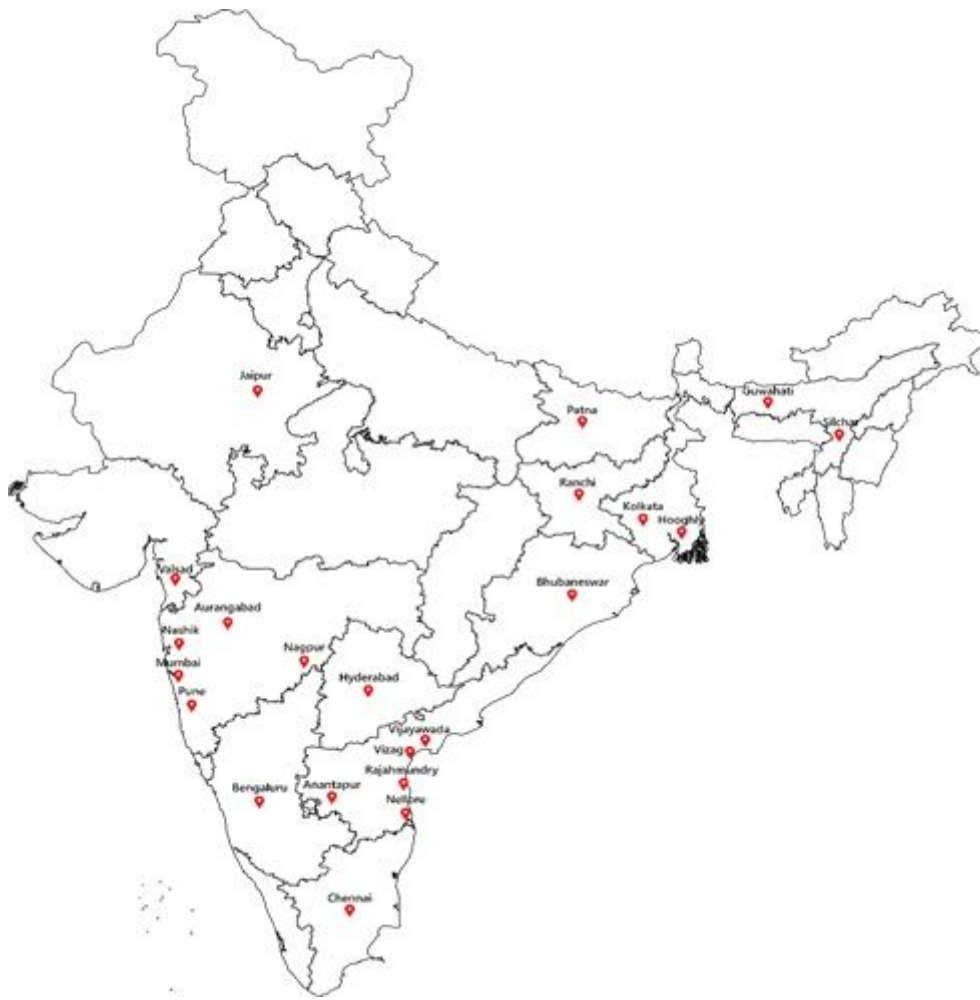 Jaipur
Guwahati
Patna
Silchar
Ranchi
Kolkata
Hooghly
Valsad
Bhubaneswar
Aurangabad
Nashik
Nagpur
Mumbai
Hyderabad
Pune
Vijayawada
Vizag
Rajahmundry
Anantapur
Bengaluru
Nellore
Chennai